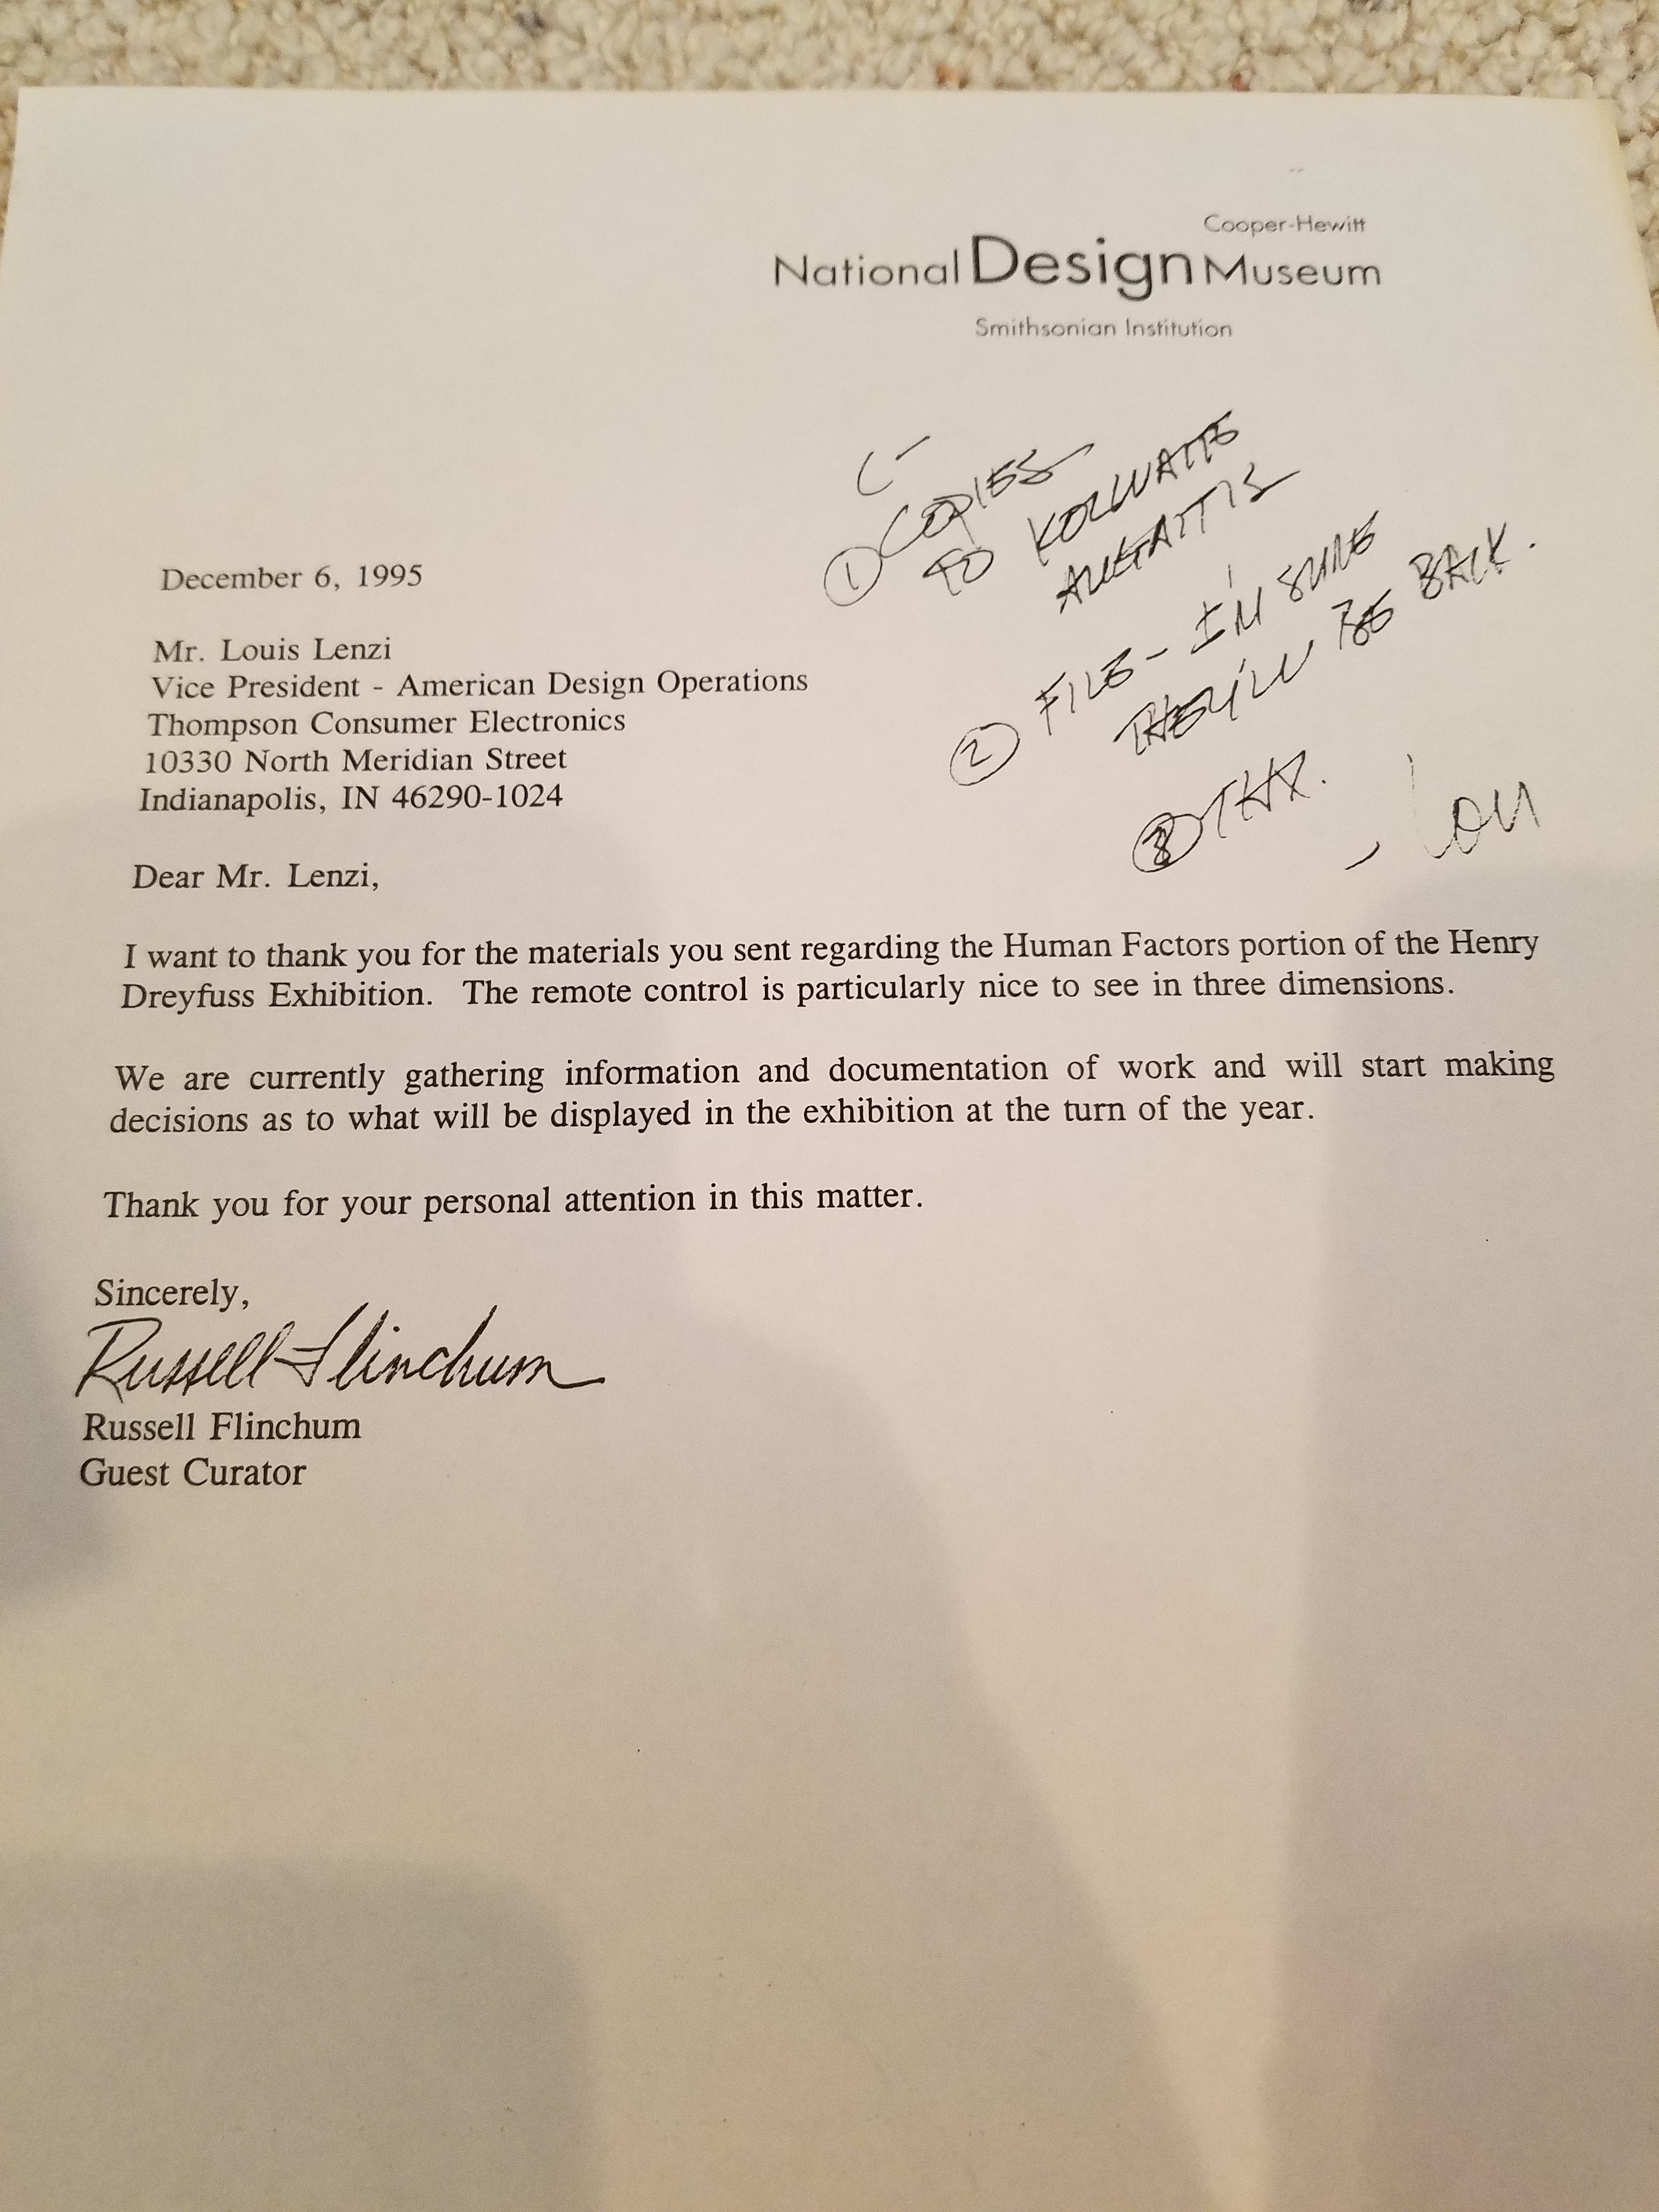 Cooper-Hewitt
National Design Museum
Smithsonian Institution
C-
① COPIES
TO
② FILE - I'M SURE
THEY'LL BE BACK.
③ THX.
- Lou
December 6, 1995
Mr. Louis Lenzi
Vice President - American Design Operations
Thompson Consumer Electronics
10330 North Meridian Street
Indianapolis, IN 46290-1024
Dear Mr. Lenzi,
I want to thank you for the materials you sent regarding the Human Factors portion of the Henry
Dreyfuss Exhibition. The remote control is particularly nice to see in three dimensions.
We are currently gathering information and documentation of work and will start making
decisions as to what will be displayed in the exhibition at the turn of the year.
Thank you for your personal attention in this matter.
Sincerely,
Russell Flinchum
Russell Flinchum
Guest Curator